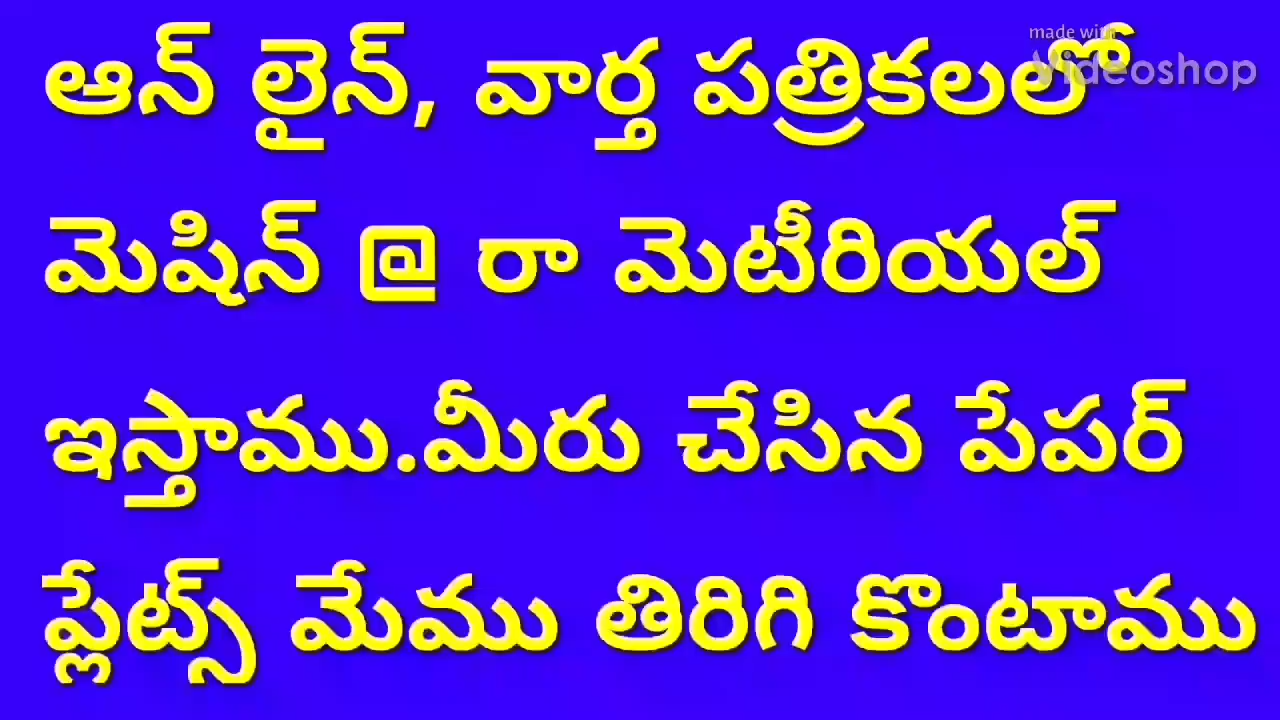 made with
Videoshop
ఆన్ లైన్, వార్త పత్రికలలో
మెషిన్ @ రా మెటీరియల్
ఇస్తాము.మీరు చేసిన పేపర్
ప్లేట్స్ మేము తిరిగి కొంటాము